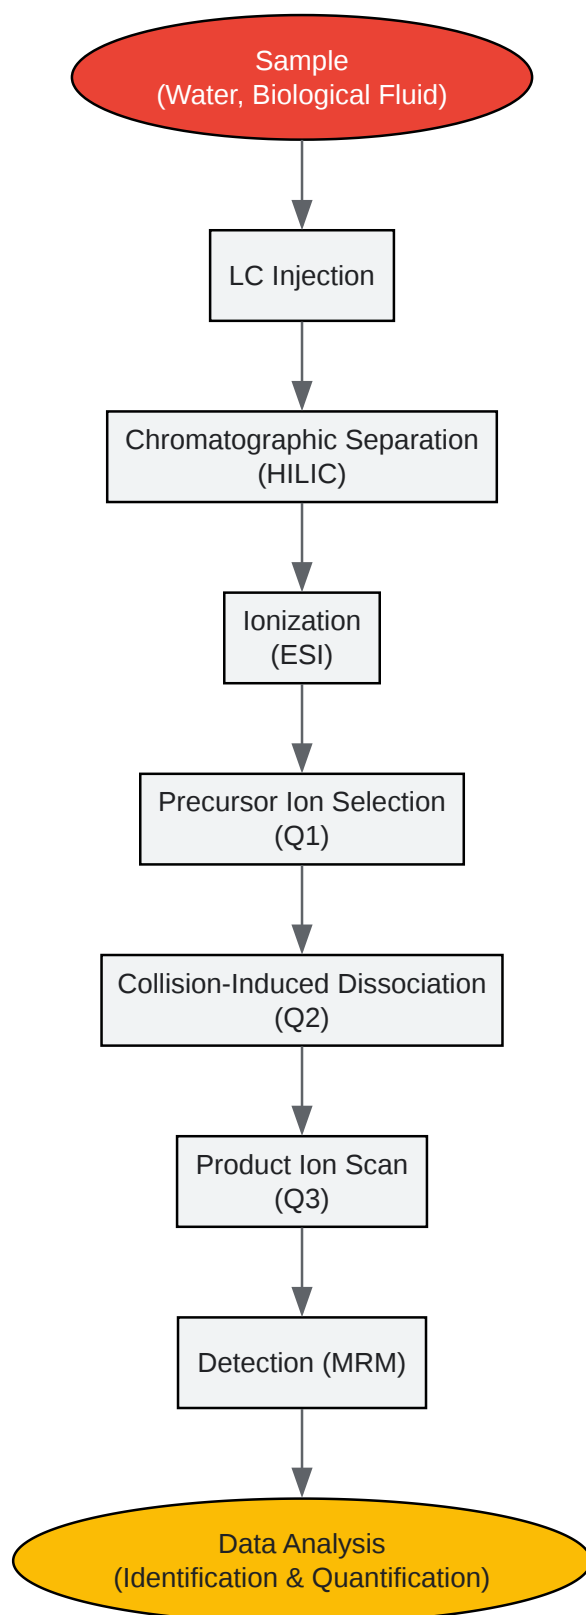 Sample
(Water, Biological Fluid)
LC Injection
Chromatographic Separation
(HILIC)
Ionization
(ESI)
Precursor Ion Selection
(Q1)
Collision-Induced Dissociation
(Q2)
Product Ion Scan
(Q3)
Detection (MRM)
Data Analysis
(Identification & Quantification)